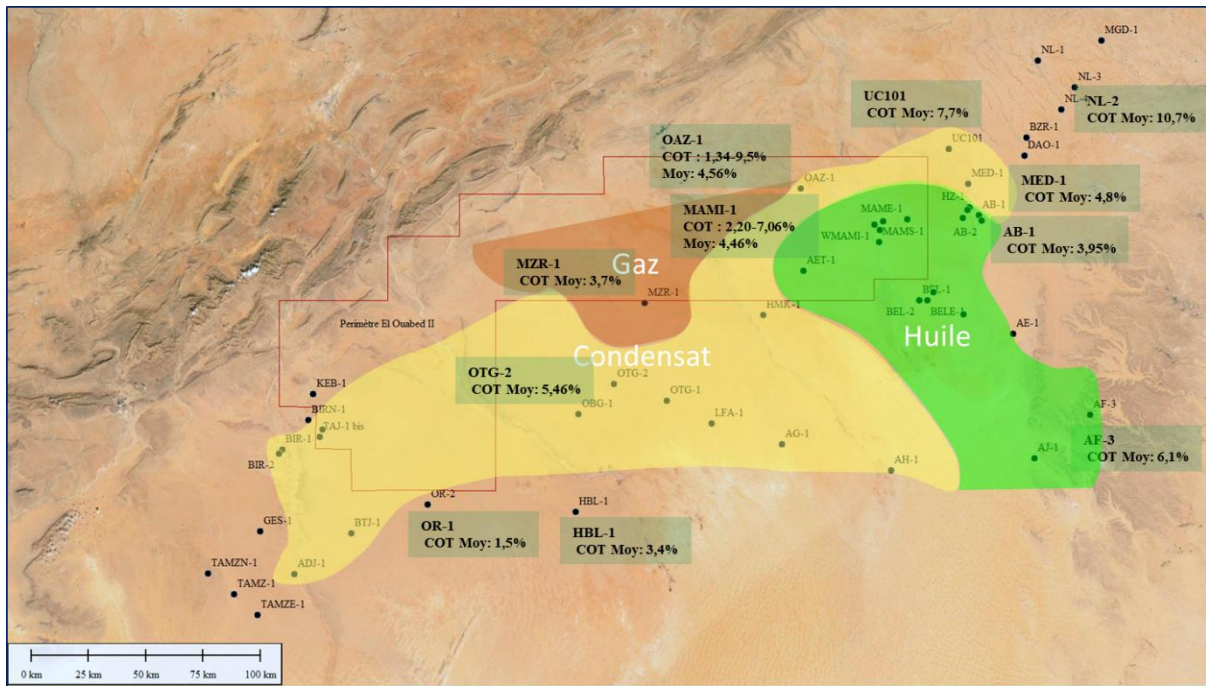 MGD-1
NL-1
NL-3
NL-4
NL-2
COT Moy: 10,7%
UC101
COT Moy: 7,7%
BZR-1
DAO-1
UC101
OAZ-1
COT : 1,34-9,5%
Moy: 4,56%
OAZ-1
MED-1
MED-1
COT Moy: 4,8%
HZ-1
AB-1
AB-2
AB-1
COT Moy: 3,95%
MAMI-1
COT : 2,20-7,06%
Moy: 4,46%
MAME-1
WMAMI-1
MAMS-1
MZR-1
COT Moy: 3,7%
Gaz
AET-1
MZR-1
HMK-1
BEL-1
BEL-2
BELE-1
Perimètre El Ouabed II
Huile
AE-1
Condensat
OTG-2
COT Moy: 5,46%
OTG-2
OTG-1
OBG-1
LFA-1
AG-1
AH-1
KEB-1
BIRN-1
TAJ-1 bis
BIR-1
BIR-2
AF-3
AJ-1
AF-3
COT Moy: 6,1%
OR-2
OR-1
COT Moy: 1,5%
HBL-1
HBL-1
COT Moy: 3,4%
GES-1
BTJ-1
ADJ-1
TAMZN-1
TAMZ-1
TAMZE-1
0 km 25 km 50 km 75 km 100 km